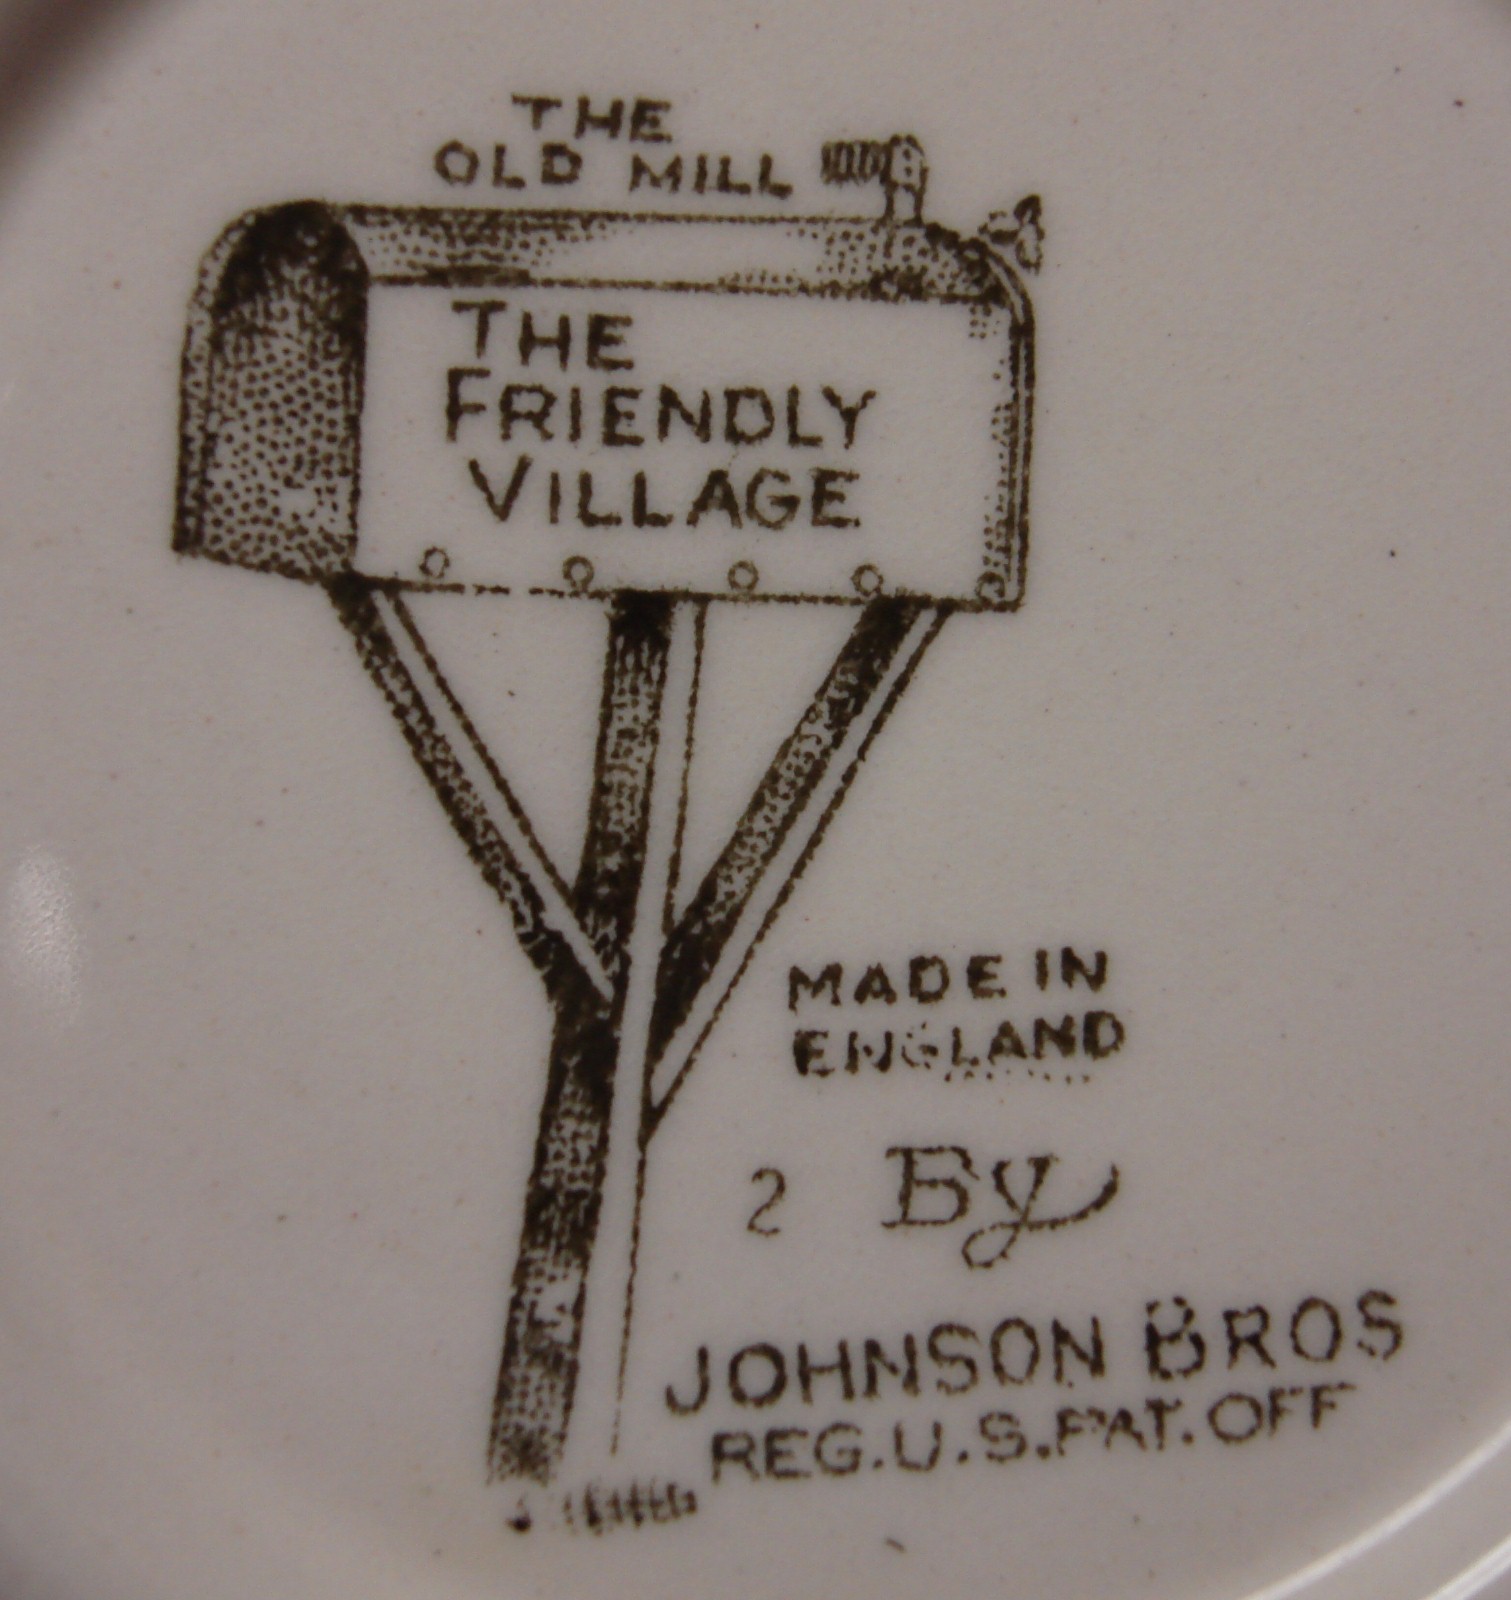 THE
OLD MILL
THE
FRIENDLY
VILLAGE
MADE IN
ENGLAND
2 By
JOHNSON BROS
REG. U.S. PAT. OFF